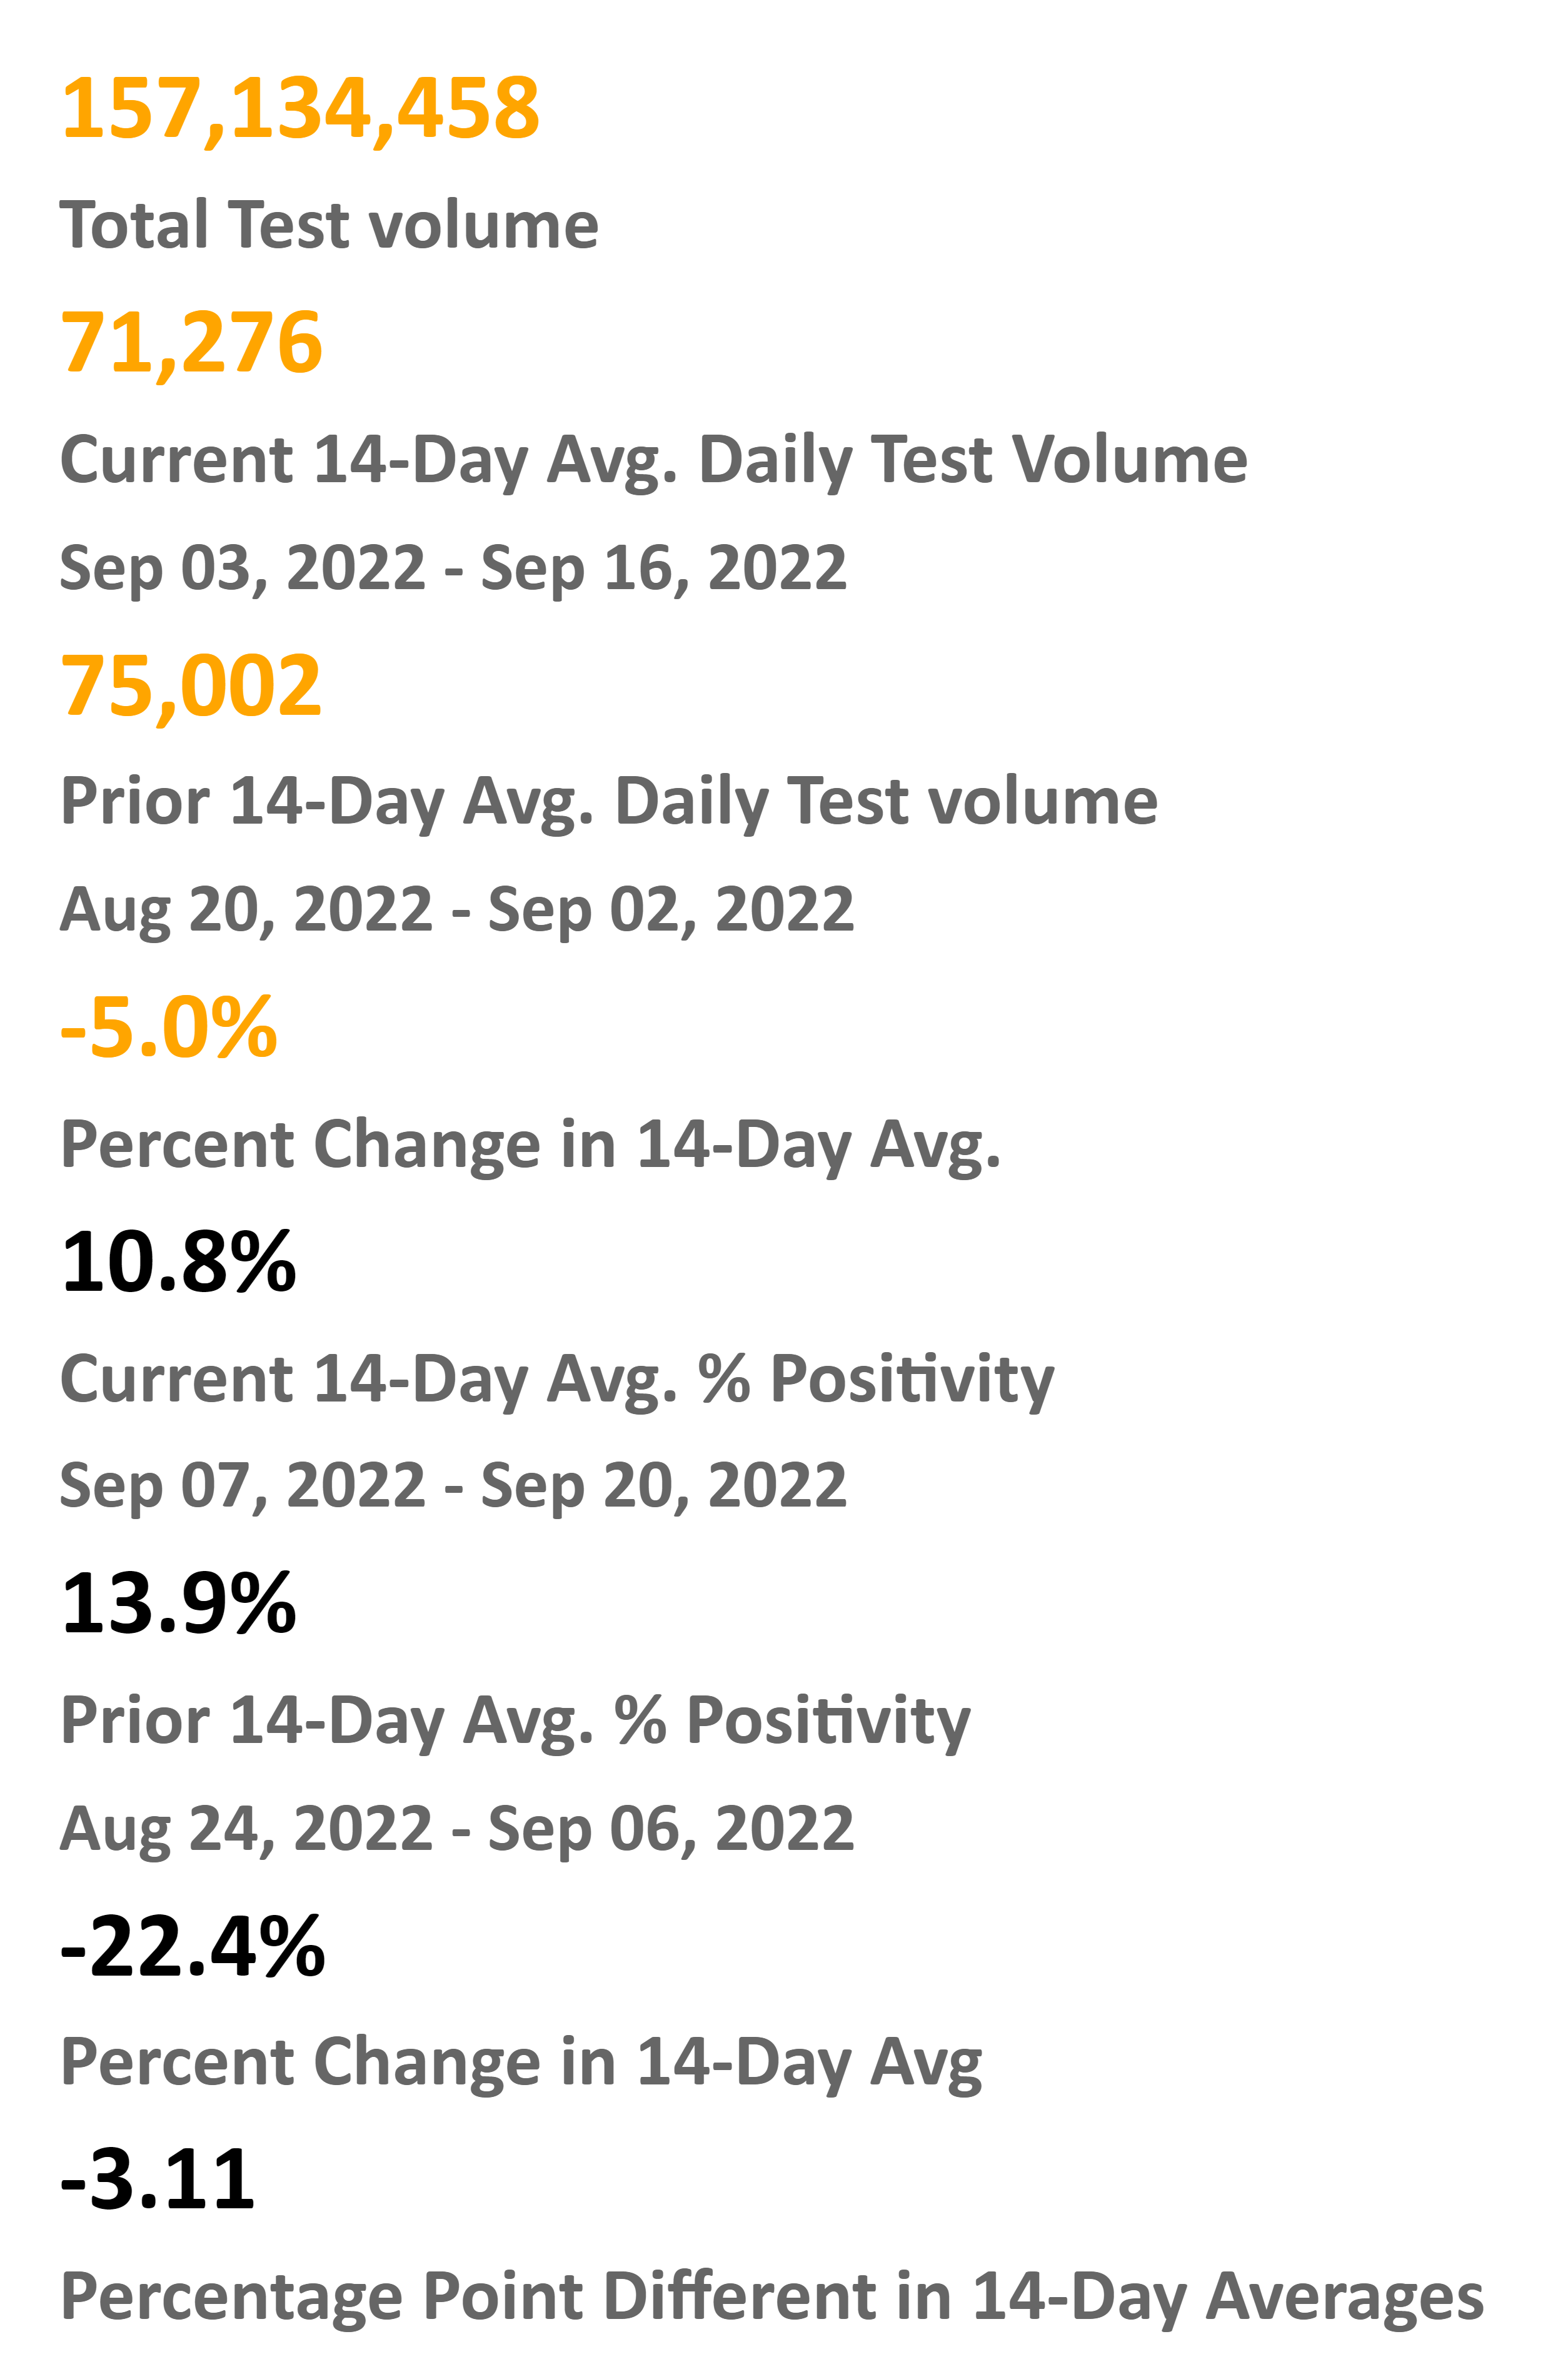 157,134,458
Total Test volume
71,276
Current 14-Day Avg. Daily Test Volume
Sep 03, 2022 - Sep 16, 2022
75,002
Prior 14-Day Avg. Daily Test volume
Aug 20, 2022 - Sep 02, 2022
-5.0%
Percent Change in 14-Day Avg.
10.8%
Current 14-Day Avg. % Positivity
Sep 07, 2022 - Sep 20, 2022
13.9%
Prior 14-Day Avg. % Positivity
Aug 24, 2022 - Sep 06, 2022
-22.4%
Percent Change in 14-Day Avg
-3.11
Percentage Point Different in 14-Day Averages